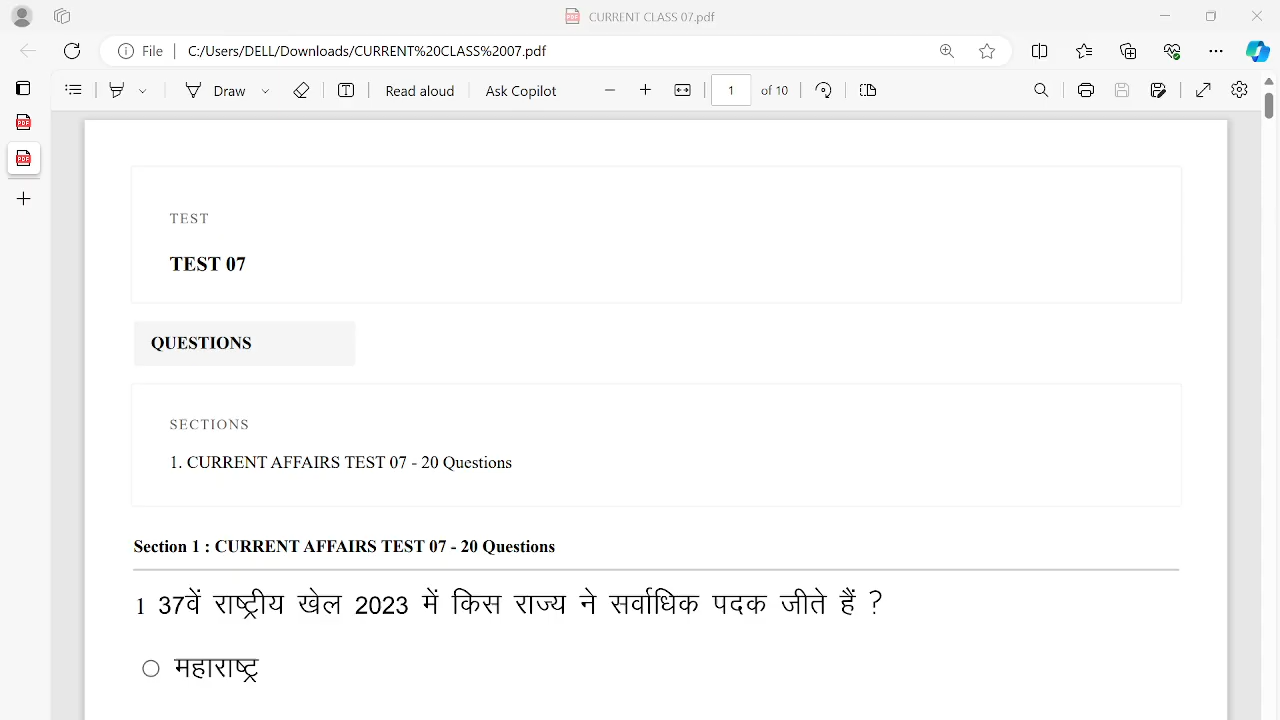 CURRENT CLASS 07.pdf
File | C:/Users/DELL/Downloads/CURRENT%20CLASS%2007.pdf
Draw Read aloud Ask Copilot 1 of 10
PDF
PDF
TEST
TEST 07
QUESTIONS
SECTIONS
1. CURRENT AFFAIRS TEST 07 - 20 Questions
Section 1 : CURRENT AFFAIRS TEST 07 - 20 Questions
1 37वें राष्ट्रीय खेल 2023 में किस राज्य ने सर्वाधिक पदक जीते हैं ?
महाराष्ट्र